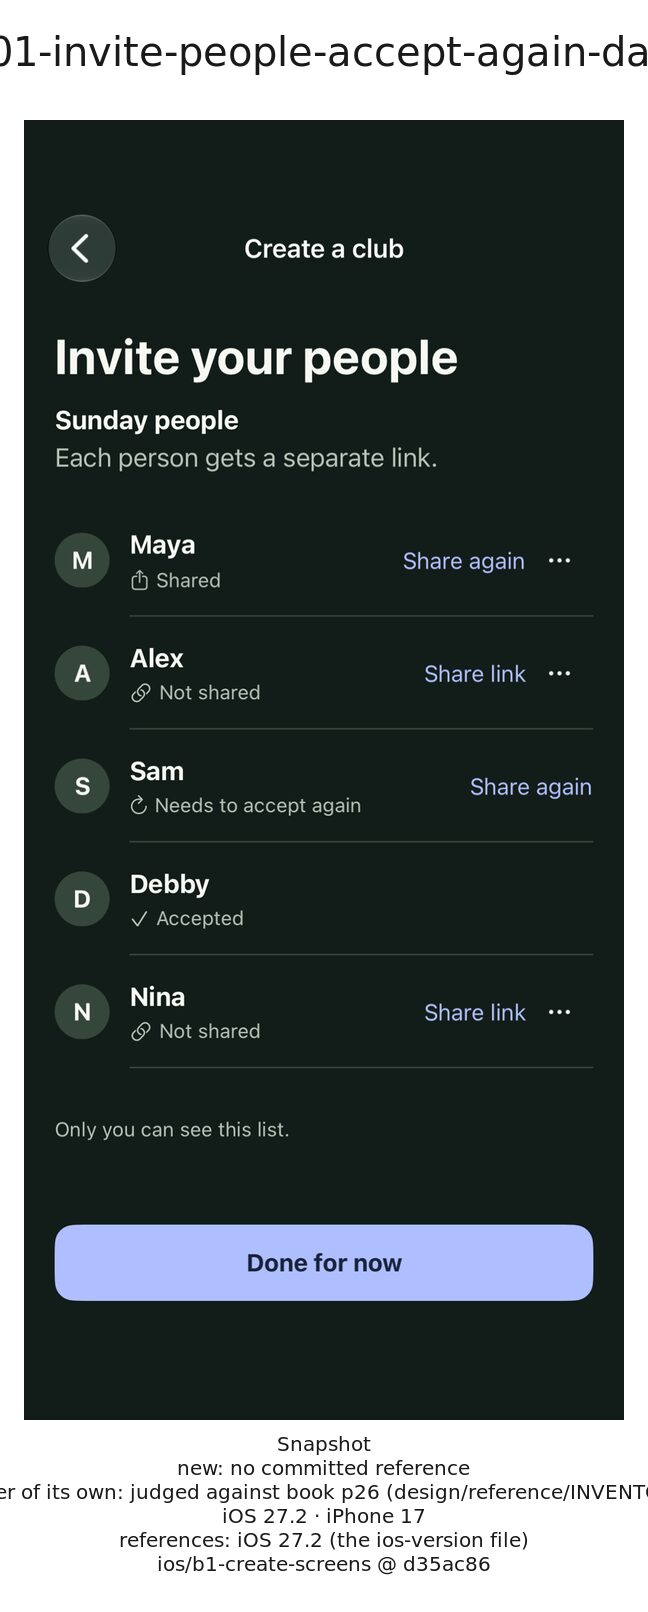 01-invite-people-accept-again-da
Create a club
Invite your people
Sunday people
Each person gets a separate link.
M
Maya
Shared
Share again
A
Alex
Not shared
Share link
S
Sam
Needs to accept again
Share again
D
Debby
Accepted
N
Nina
Not shared
Share link
Only you can see this list.
Done for now
Snapshot
new: no committed reference
er of its own: judged against book p26 (design/reference/INVENTO
iOS 27.2 · iPhone 17
references: iOS 27.2 (the ios-version file)
ios/b1-create-screens @ d35ac86